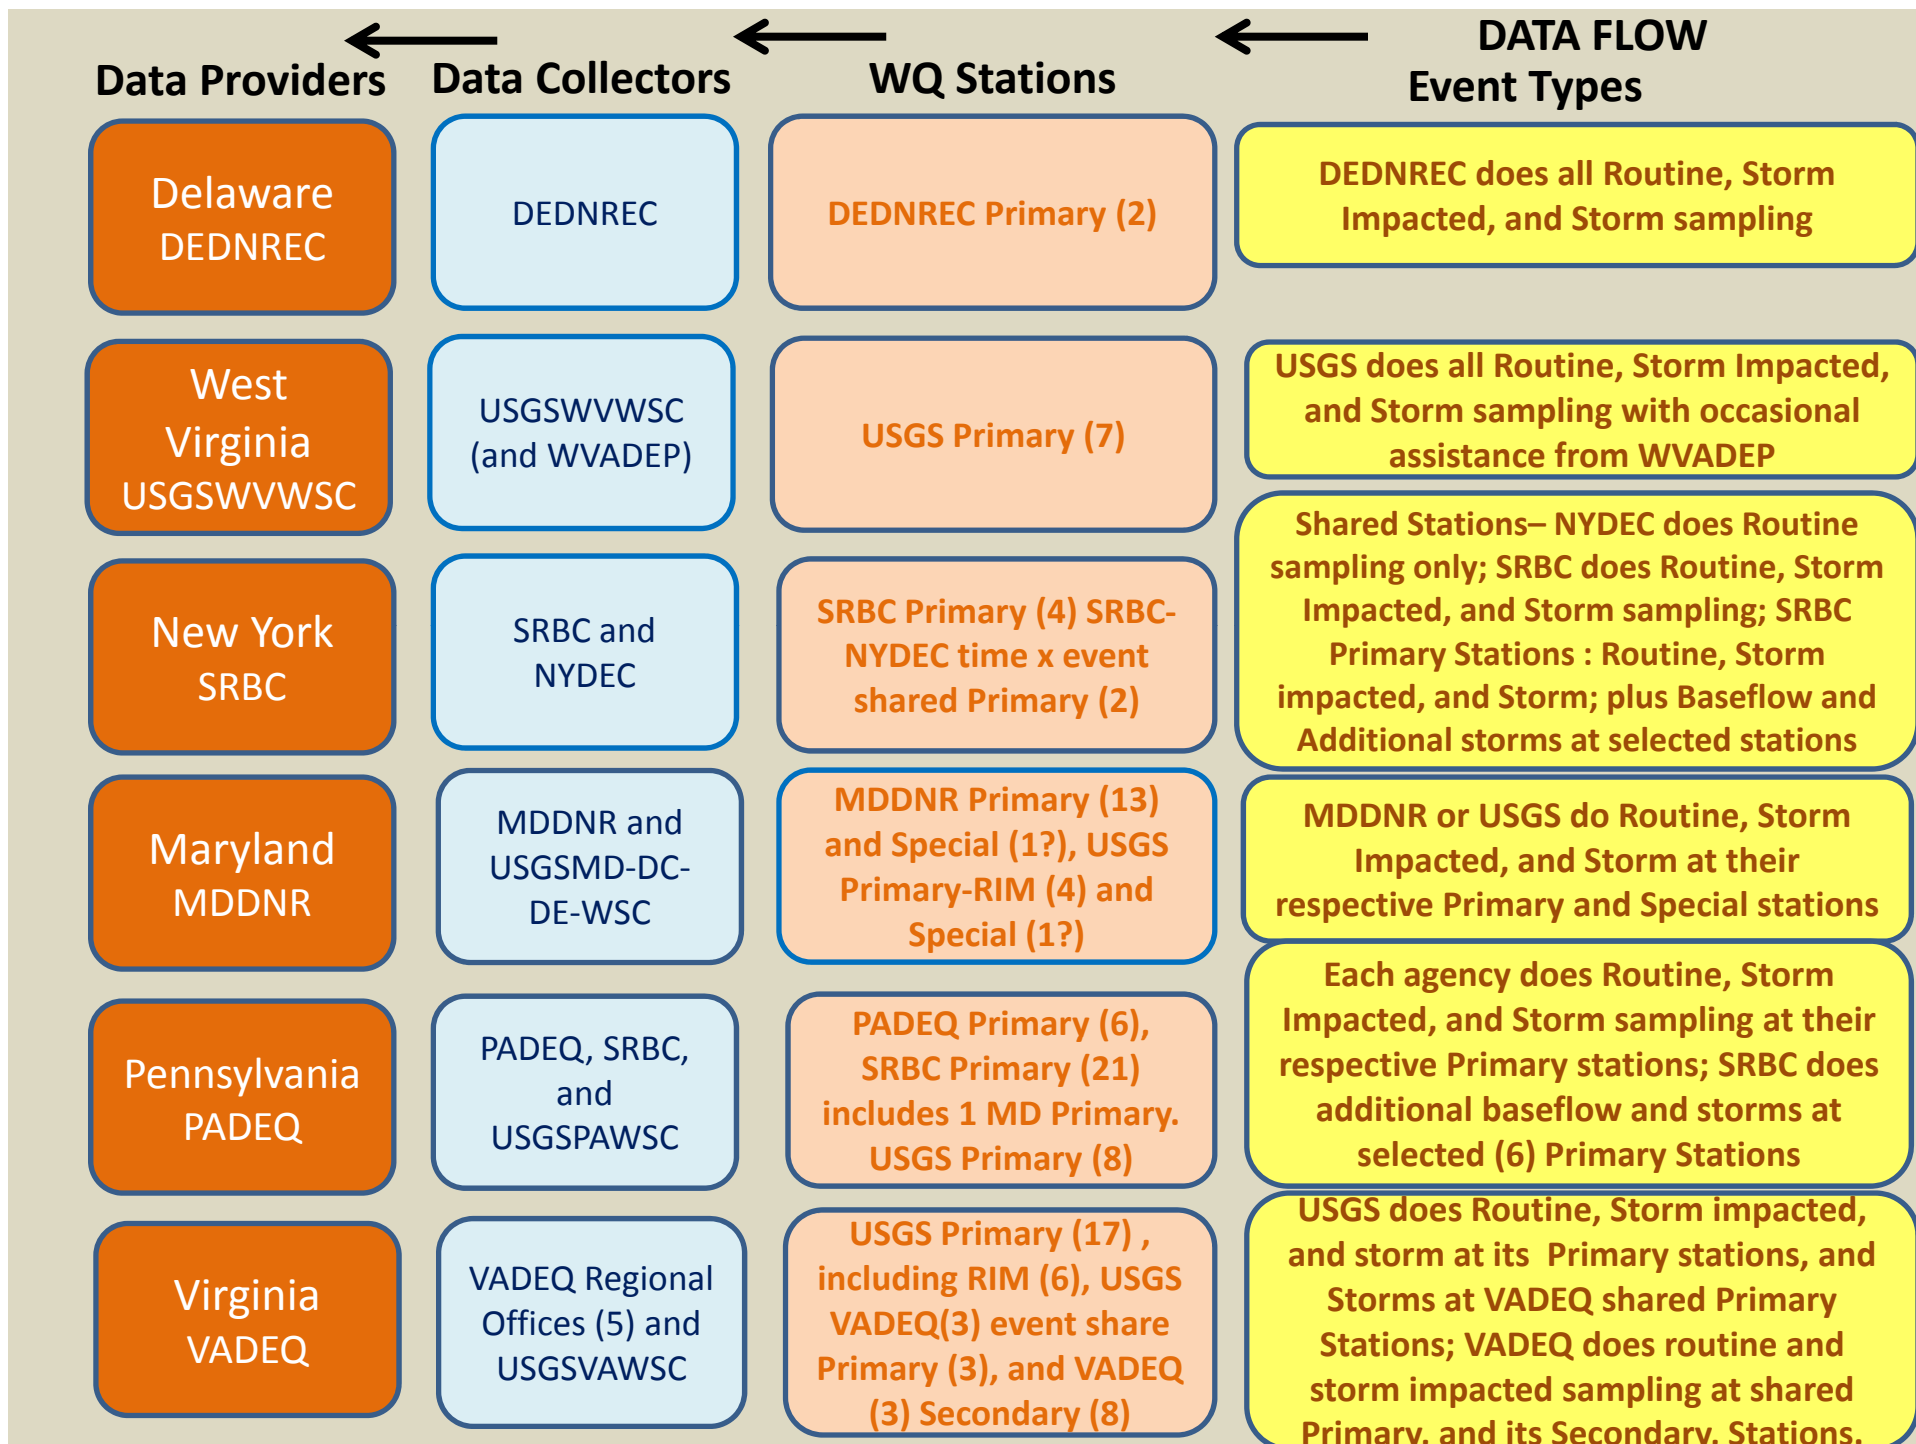 DATA FLOW
Data Providers
Data Collectors
WQ Stations
Event Types
Delaware
DEDNREC
DEDNREC
DEDNREC Primary (2)
DEDNREC does all Routine, Storm
Impacted, and Storm sampling
West
Virginia
USGSWVWSC
USGSWVWSC
(and WVADEP)
USGS Primary (7)
USGS does all Routine, Storm Impacted,
and Storm sampling with occasional
assistance from WVADEP
New York
SRBC
SRBC and
NYDEC
SRBC Primary (4) SRBC-
NYDEC time x event
shared Primary (2)
Shared Stations– NYDEC does Routine
sampling only; SRBC does Routine, Storm
Impacted, and Storm sampling; SRBC
Primary Stations : Routine, Storm
impacted, and Storm; plus Baseflow and
Additional storms at selected stations
Maryland
MDDNR
MDDNR and
USGSMD-DC-
DE-WSC
MDDNR Primary (13)
and Special (1?), USGS
Primary-RIM (4) and
Special (1?)
MDDNR or USGS do Routine, Storm
Impacted, and Storm at their
respective Primary and Special stations
Pennsylvania
PADEQ
PADEQ, SRBC,
and
USGSPAWSC
PADEQ Primary (6),
SRBC Primary (21)
includes 1 MD Primary.
USGS Primary (8)
Each agency does Routine, Storm
Impacted, and Storm sampling at their
respective Primary stations; SRBC does
additional baseflow and storms at
selected (6) Primary Stations
Virginia
VADEQ
VADEQ Regional
Offices (5) and
USGSVAWSC
USGS Primary (17) ,
including RIM (6), USGS
VADEQ(3) event share
Primary (3), and VADEQ
(3) Secondary (8)
USGS does Routine, Storm impacted,
and storm at its Primary stations, and
Storms at VADEQ shared Primary
Stations; VADEQ does routine and
storm impacted sampling at shared
Primary, and its Secondary, Stations.